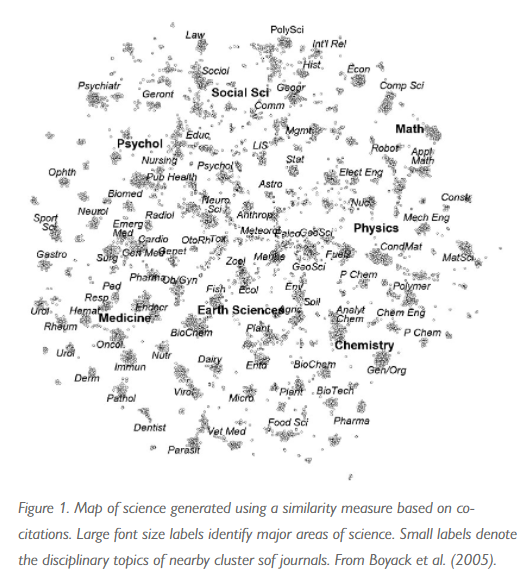 PolySci
Law
Int'l Rel
Hist
Sociol
Econ
Psychiatr
Geront
Social Sci
Geogr
Comp Sci
Comm
Educ
Mgmt
Math
Psychol
LIS
Robot
Nursing
Psychol
Stat
Appl
Math
Ophth
Pub Health
Elect Eng
Astro
Biomed
Neuro
Sci
Nuc
Consk
Sport
Sci
Neurol
Emerg
Med
Radiol
Anthrop
Mech Eng
Physics
Cardio
OtoRh
Tox
Meteorol
Paleo
GeoSci
CondMat
MatSci
Gastro
Surg
Gen Med
Genet
Zool
Marine
GeoSci
Fuels
Pharma
Ob/Gyn
P Chem
Ped
Fish
Ecol
Env
Polymer
Resp
Soil
Urol
Hemat
Endocr
Earth Sciences
Agric
Analyt
Chem
Chem Eng
Rheum
Medicine
BioChem
Plant
P Chem
Oncol
Chemistry
Urol
Immun
Nutr
Dairy
Ento
BioChem
Gen/Org
Derm
Pathol
Virol
Micro
Plant
BioTech
Dentist
Vet Med
Food Sci
Pharma
Parasit
Figure 1. Map of science generated using a similarity measure based on co-
citations. Large font size labels identify major areas of science. Small labels denote
the disciplinary topics of nearby cluster sof journals. From Boyack et al. (2005).